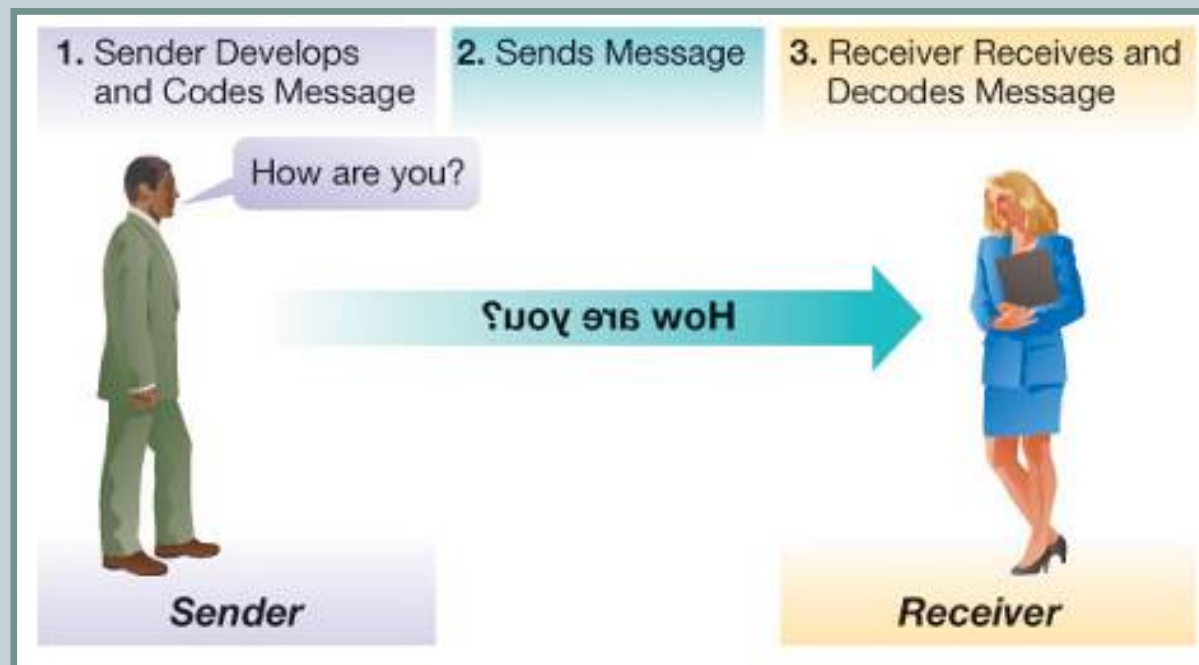 1. Sender Develops
and Codes Message
2. Sends Message
3. Receiver Receives and
Decodes Message
How are you?
How are you?
Sender
Receiver